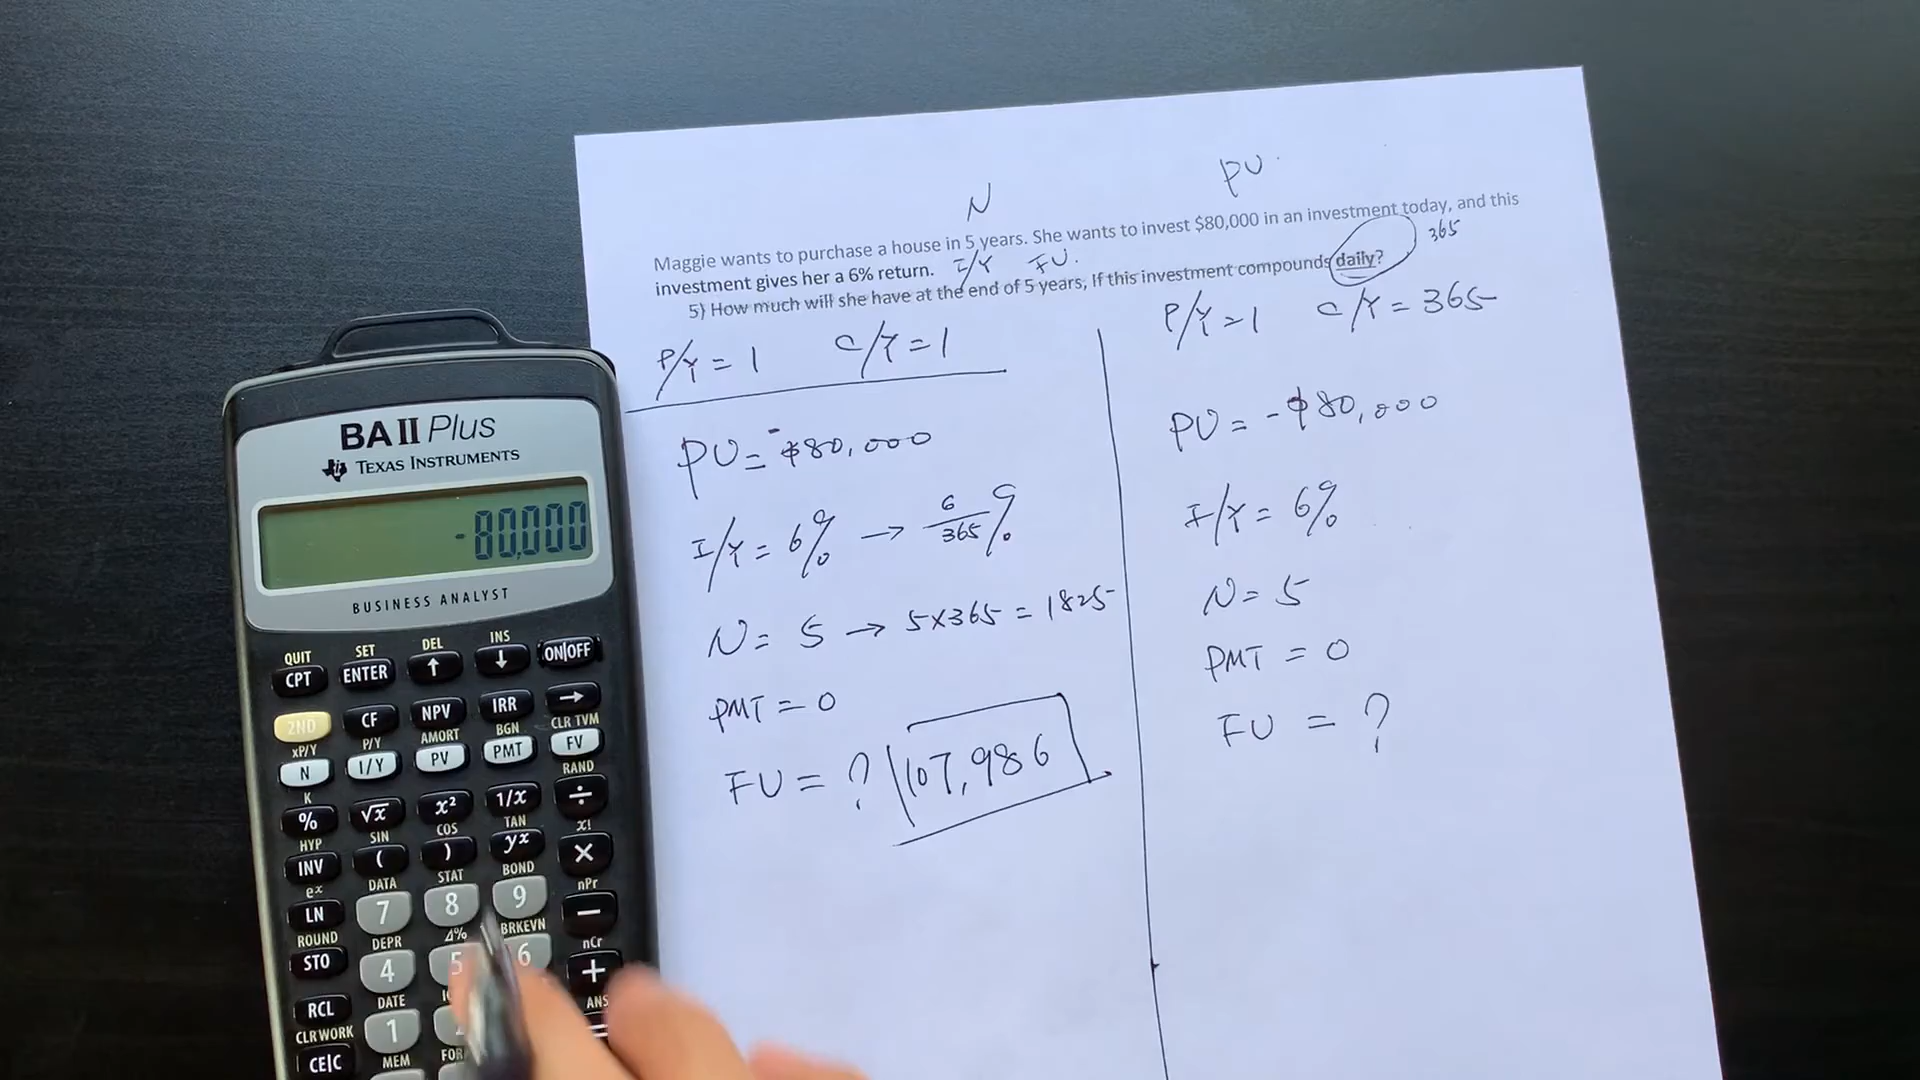 N
PV
Maggie wants to purchase a house in 5 years. She wants to invest $80,000 in an investment today, and this
investment gives her a 6% return. I/Y FV.
365
5) How much will she have at the end of 5 years, If this investment compounds daily?
P/Y = 1 C/Y = 1
PV = -$80,000
I/Y = 6% → 6/365 %
N = 5 → 5x365 = 1825
PMT = 0
FV = ? 107,986
P/Y = 1 C/Y = 365
PV = -$80,000
I/Y = 6%
N = 5
PMT = 0
FV = ?
BA II Plus
TEXAS INSTRUMENTS
-80,000
BUSINESS ANALYST
QUIT SET DEL INS
CPT ENTER ↑ ↓ ON|OFF
2ND CF NPV IRR →
xP/Y P/Y AMORT BGN CLR TVM
N I/Y PV PMT FV
K RAND
% √x x² 1/x ÷
HYP SIN COS TAN x!
INV ( ) yx ×
eˣ DATA STAT BOND nPr
LN 7 8 9 −
ROUND DEPR Δ% BRKEVN nCr
STO 4 5 6 +
DATE ANS
RCL 1 =
CLR WORK MEM
CE|C